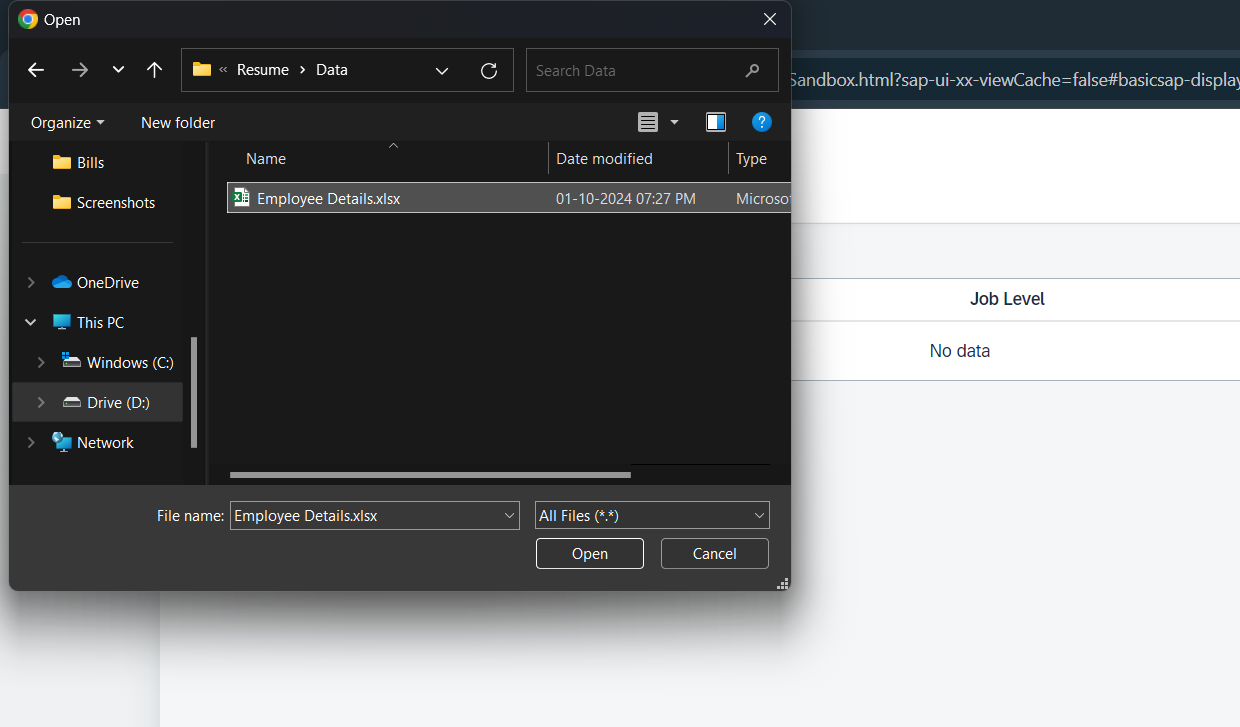 Open
« Resume > Data
Search Data
Sandbox.html?sap-ui-xx-viewCache=false#basicsap-display
Organize
New folder
?
Name
Date modified
Type
Bills
Employee Details.xlsx
01-10-2024 07:27 PM
Microsof
Screenshots
OneDrive
This PC
Windows (C:)
Drive (D:)
Network
Job Level
No data
File name:
Employee Details.xlsx
All Files (*.*)
Open
Cancel